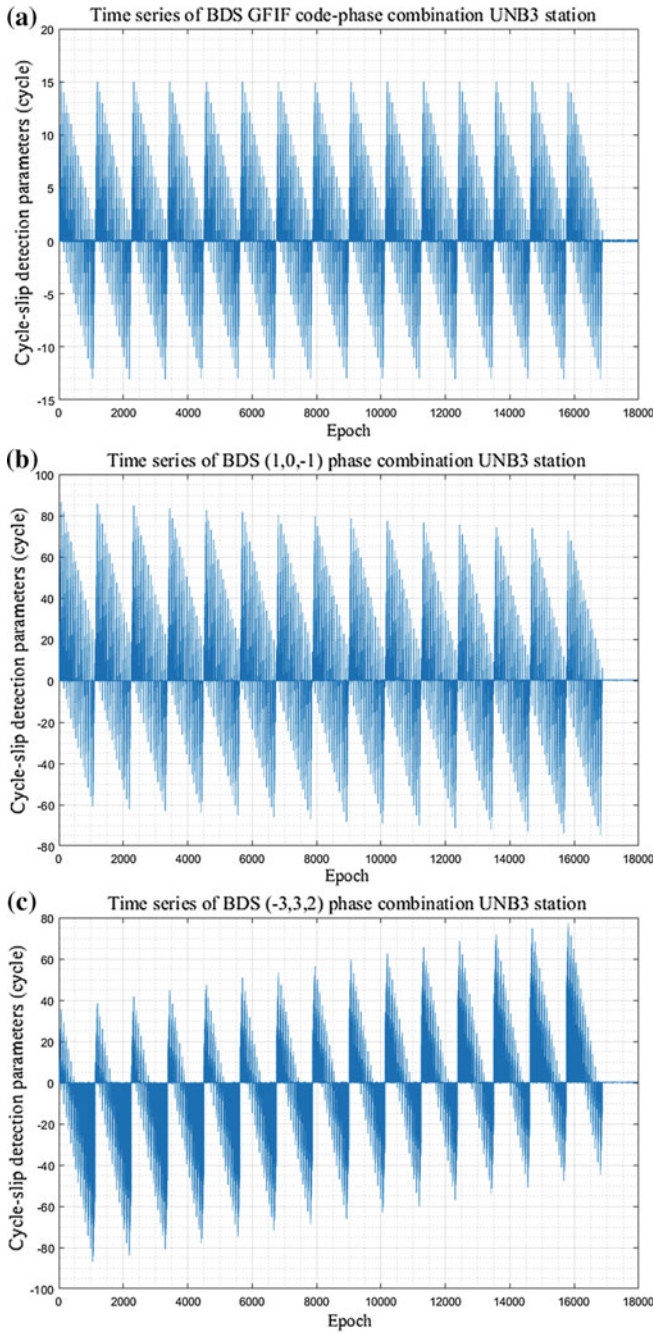 (a)
Time series of BDS GFIF code-phase combination UNB3 station
20
15
10
5
0
-5
-10
-15
Cycle-slip detection parameters (cycle)
0 2000 4000 6000 8000 10000 12000 14000 16000 18000
Epoch
(b)
Time series of BDS (1,0,-1) phase combination UNB3 station
100
80
60
40
20
0
-20
-40
-60
-80
Cycle-slip detection parameters (cycle)
0 2000 4000 6000 8000 10000 12000 14000 16000 18000
Epoch
(c)
Time series of BDS (-3,3,2) phase combination UNB3 station
80
60
40
20
0
-20
-40
-60
-80
-100
Cycle-slip detection parameters (cycle)
0 2000 4000 6000 8000 10000 12000 14000 16000 18000
Epoch